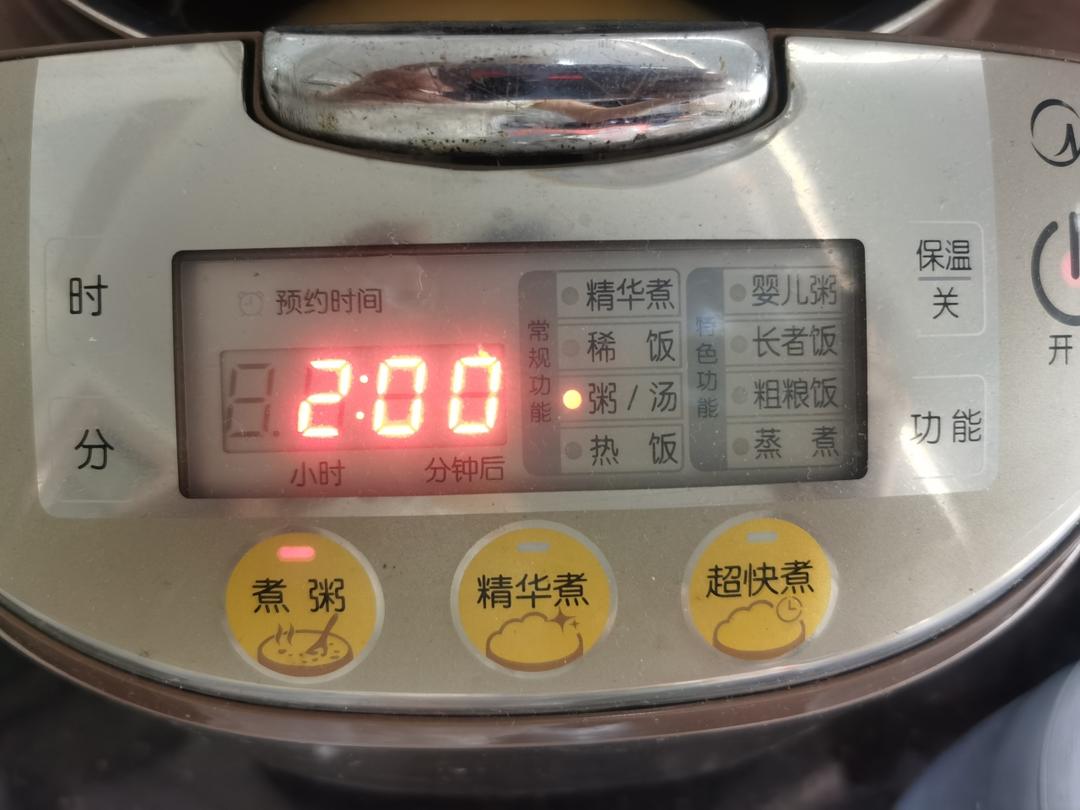 时
分
预约时间
2:00
小时 分钟后
常规功能
精华煮
稀 饭
粥/汤
热 饭
特色功能
婴儿粥
长者饭
粗粮饭
蒸 煮
保温
关
功能
开
煮 粥
精华煮
超快煮